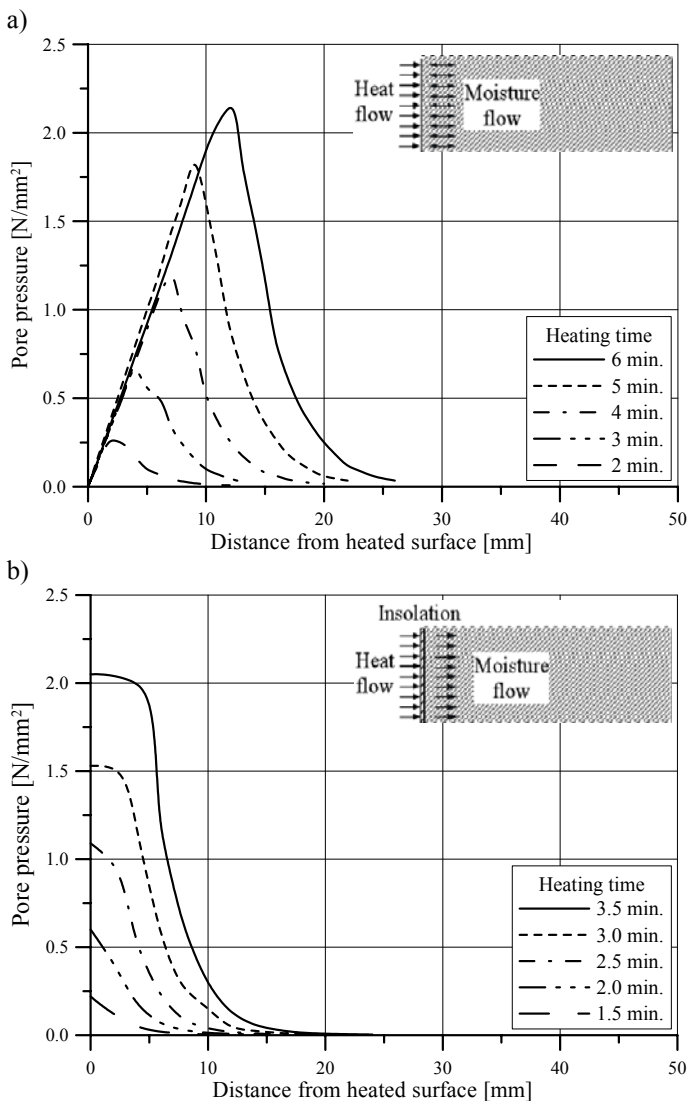 a)
2.5
2.0
1.5
1.0
0.5
0.0
Pore pressure [N/mm²]
Heat
flow
Moisture
flow
Heating time
6 min.
5 min.
4 min.
3 min.
2 min.
0 10 20 30 40 50
Distance from heated surface [mm]
b)
2.5
2.0
1.5
1.0
0.5
0.0
Pore pressure [N/mm²]
Insolation
Heat
flow
Moisture
flow
Heating time
3.5 min.
3.0 min.
2.5 min.
2.0 min.
1.5 min.
0 10 20 30 40 50
Distance from heated surface [mm]